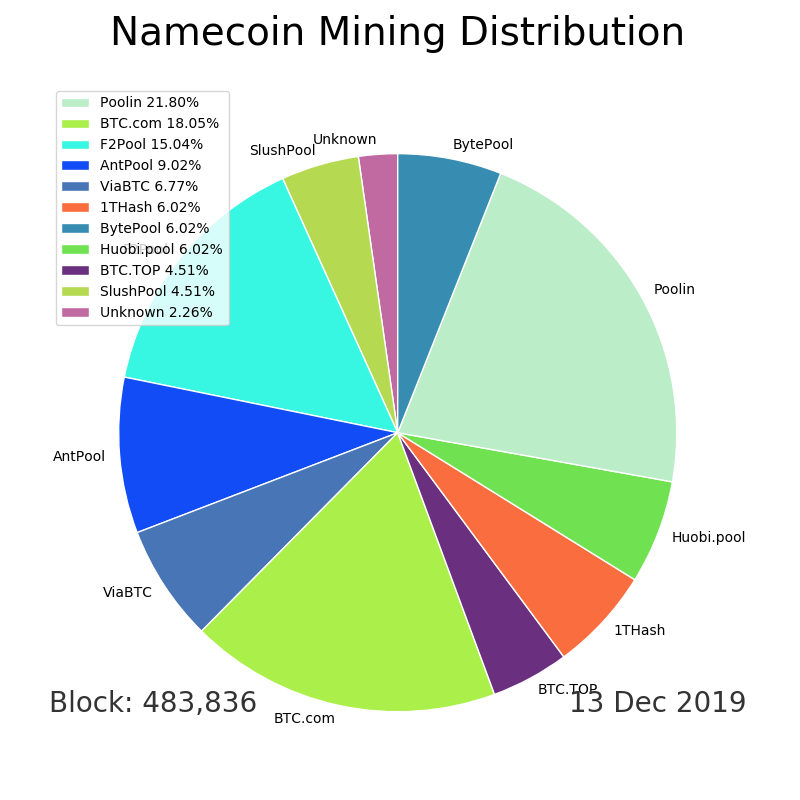 Namecoin Mining Distribution
Poolin 21.80%
BTC.com 18.05%
F2Pool 15.04%
AntPool 9.02%
ViaBTC 6.77%
1THash 6.02%
BytePool 6.02%
Huobi.pool 6.02%
BTC.TOP 4.51%
SlushPool 4.51%
Unknown 2.26%
Unknown
BytePool
SlushPool
Poolin
AntPool
Huobi.pool
ViaBTC
1THash
BTC.TOP
BTC.com
Block: 483,836
13 Dec 2019